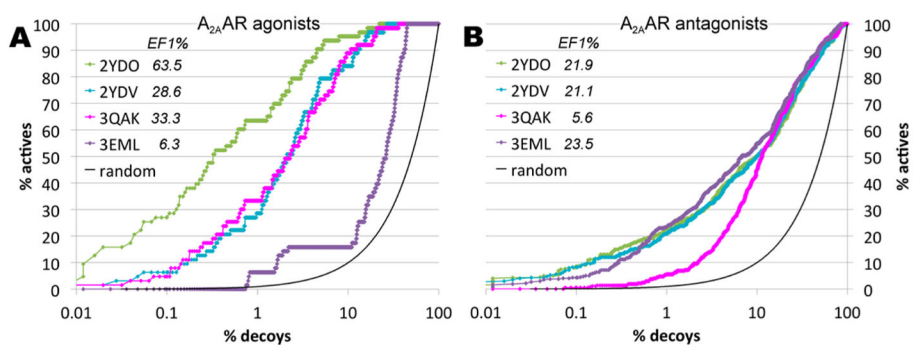 A
A2AAR agonists
EF1%
2YDO 63.5
2YDV 28.6
3QAK 33.3
3EML 6.3
random
% actives
100
90
80
70
60
50
40
30
20
10
0
0.01 0.1 1 10 100
% decoys
B
A2AAR antagonists
EF1%
2YDO 21.9
2YDV 21.1
3QAK 5.6
3EML 23.5
random
100
90
80
70
60
50
40
30
20
10
0
% actives
0.01 0.1 1 10 100
% decoys